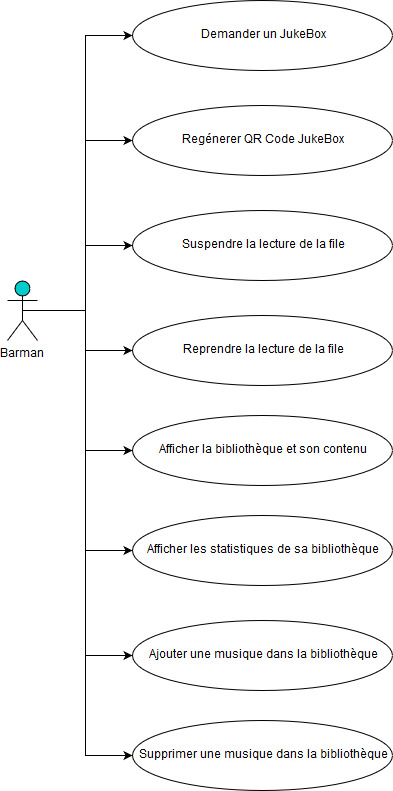 Demander un JukeBox
Regénerer QR Code JukeBox
Suspendre la lecture de la file
Reprendre la lecture de la file
Barman
Afficher la bibliothèque et son contenu
Afficher les statistiques de sa bibliothèque
Ajouter une musique dans la bibliothèque
Supprimer une musique dans la bibliothèque